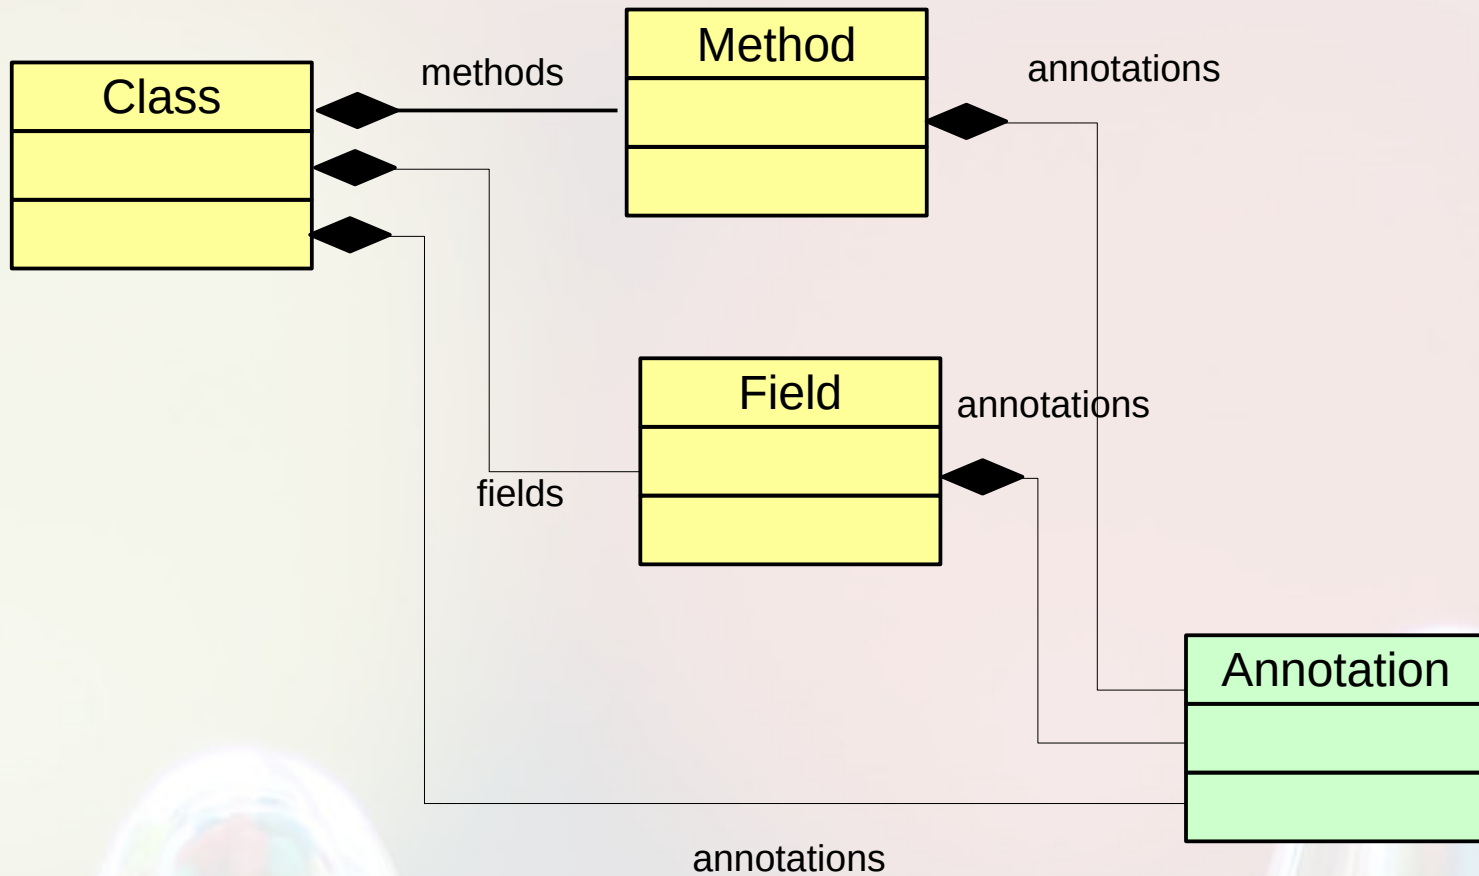 Method
methods
annotations
Class
Field
annotations
fields
Annotation
annotations